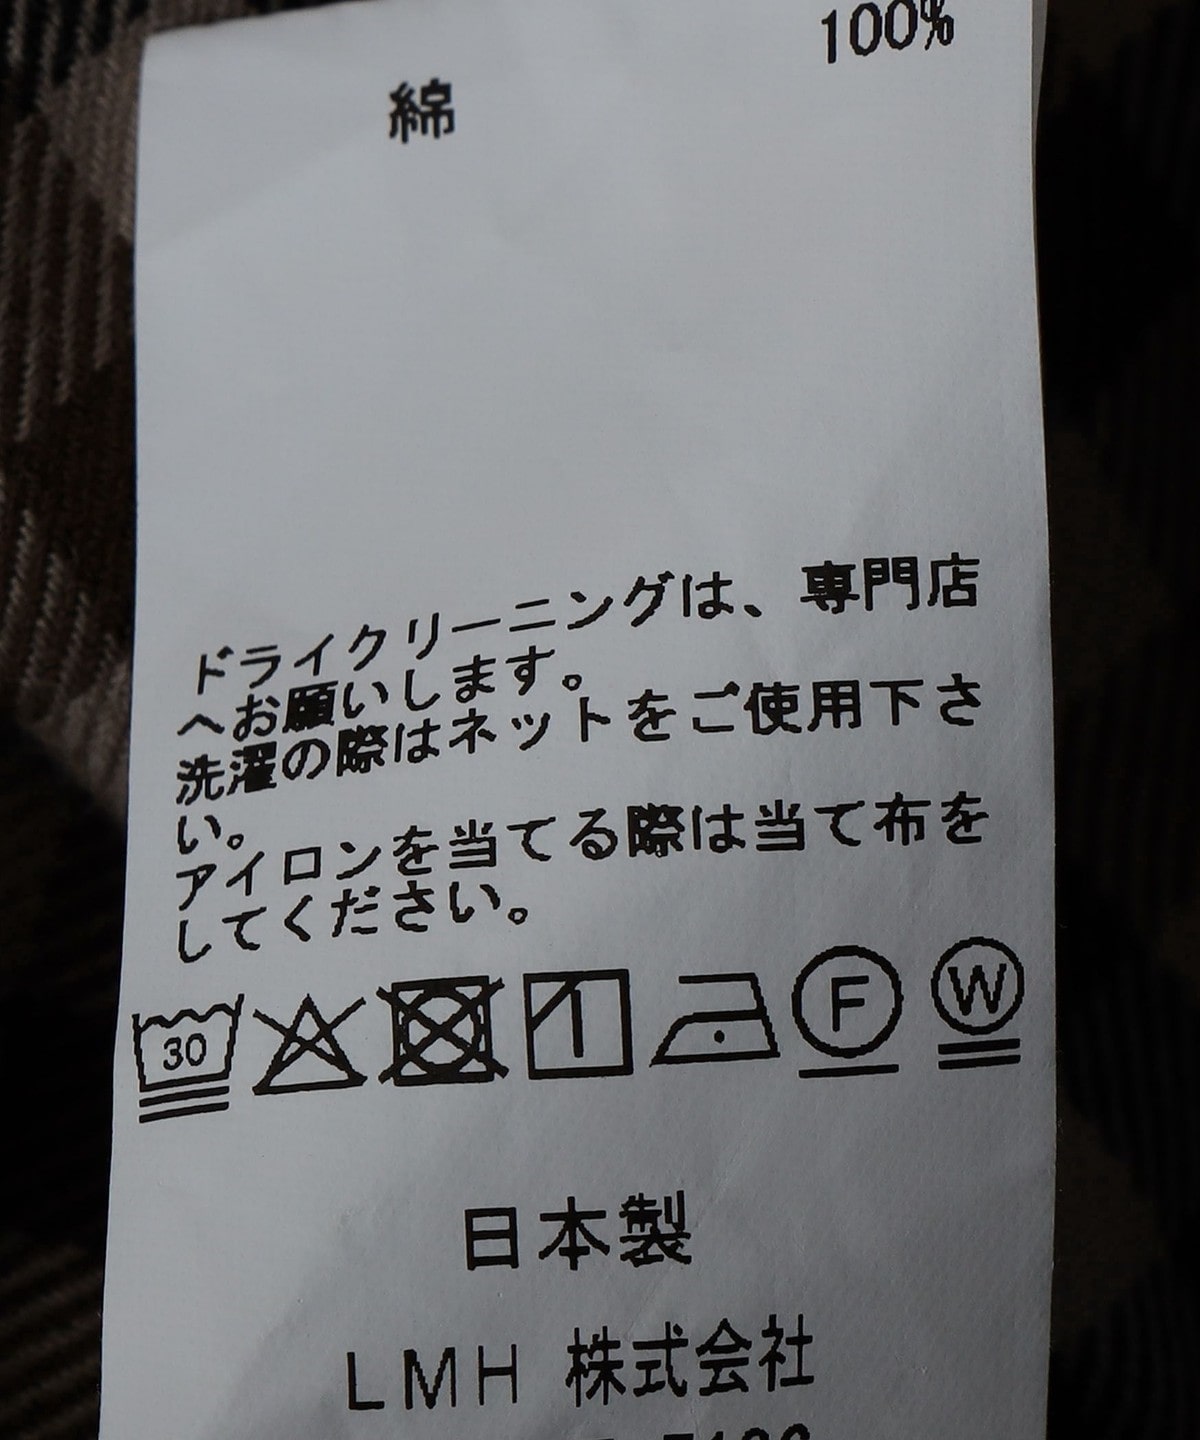 綿 100%
ドライクリーニングは、専門店
へお願いします。
洗濯の際はネットをご使用下さ
い。
アイロンを当てる際は当て布を
してください。
30 F W
日本製
LMH 株式会社